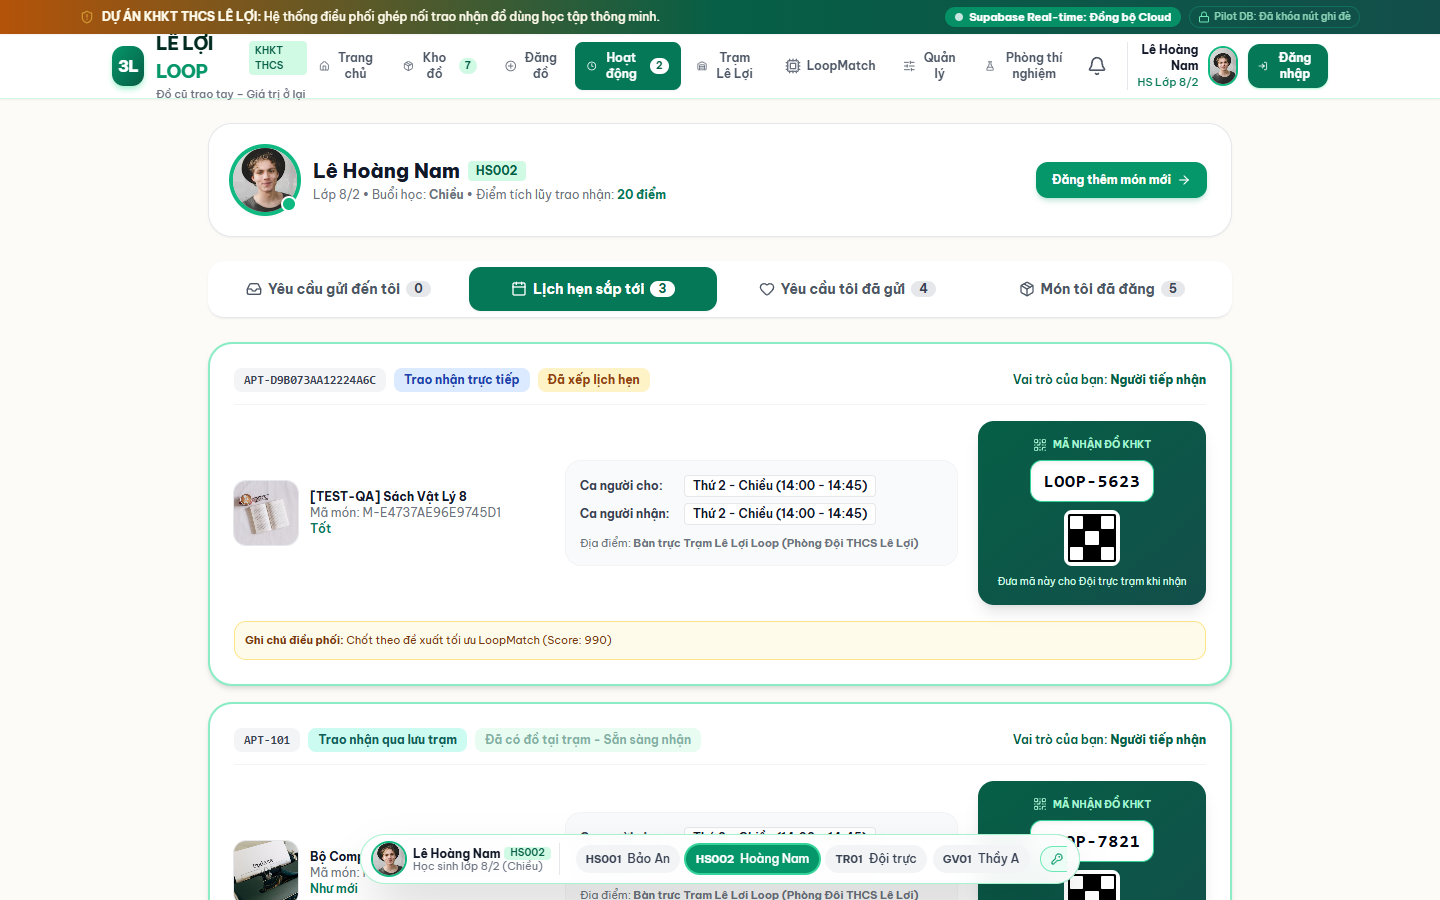 DỰ ÁN KHKT THCS LÊ LỢI: Hệ thống điều phối ghép nối trao nhận đồ dùng học tập thông minh.
Supabase Real-time: Đồng bộ Cloud
Pilot DB: Đã khóa nút ghi đè
3L
LÊ LỢI
LOOP
KHKT
THCS
Đồ cũ trao tay – Giá trị ở lại
Trang
chủ
Kho
đồ
7
Đăng
đồ
Hoạt
động
2
Trạm
Lê Lợi
LoopMatch
Quản
lý
Phòng thí
nghiệm
Lê Hoàng
Nam
HS Lớp 8/2
Đăng
nhập
Lê Hoàng Nam HS002
Lớp 8/2 • Buổi học: Chiều • Điểm tích lũy trao nhận: 20 điểm
Đăng thêm món mới
Yêu cầu gửi đến tôi 0
Lịch hẹn sắp tới 3
Yêu cầu tôi đã gửi 4
Món tôi đã đăng 5
APT-D9B073AA12224A6C
Trao nhận trực tiếp
Đã xếp lịch hẹn
Vai trò của bạn: Người tiếp nhận
[TEST-QA] Sách Vật Lý 8
Mã món: M-E4737AE96E9745D1
Tốt
Ca người cho: Thứ 2 - Chiều (14:00 - 14:45)
Ca người nhận: Thứ 2 - Chiều (14:00 - 14:45)
Địa điểm: Bàn trực Trạm Lê Lợi Loop (Phòng Đội THCS Lê Lợi)
MÃ NHẬN ĐỒ KHKT
LOOP-5623
Đưa mã này cho Đội trực trạm khi nhận
Ghi chú điều phối: Chốt theo đề xuất tối ưu LoopMatch (Score: 990)
APT-101
Trao nhận qua lưu trạm
Đã có đồ tại trạm - Sẵn sàng nhận
Vai trò của bạn: Người tiếp nhận
Bộ Comp
Mã món:
Như mới
MÃ NHẬN ĐỒ KHKT
OP-7821
Địa điểm: Bàn trực Trạm Lê Lợi Loop (Phòng Đội THCS Lê Lợi)
Lê Hoàng Nam HS002
Học sinh lớp 8/2 (Chiều)
HS001 Bảo An
HS002 Hoàng Nam
TR01 Đội trực
GV01 Thầy A